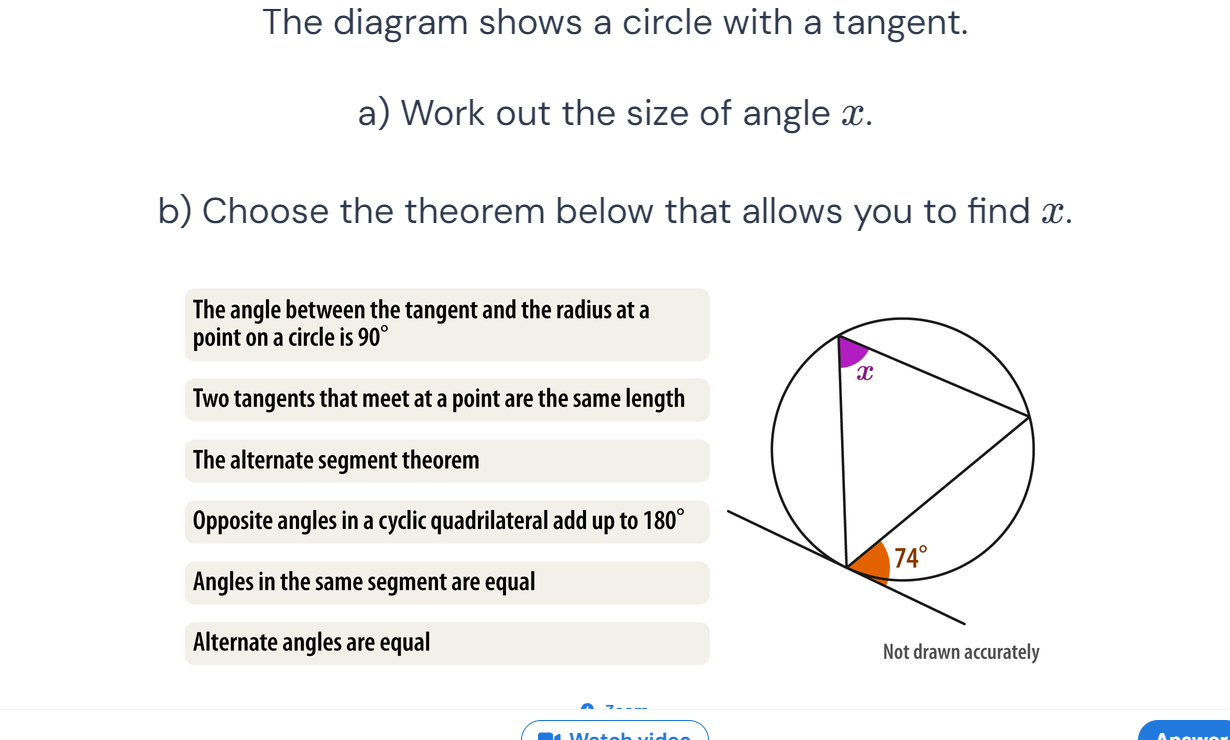 The diagram shows a circle with a tangent.
a) Work out the size of angle x.
b) Choose the theorem below that allows you to find x.
The angle between the tangent and the radius at a
point on a circle is 90°
Two tangents that meet at a point are the same length
The alternate segment theorem
Opposite angles in a cyclic quadrilateral add up to 180°
Angles in the same segment are equal
Alternate angles are equal
x
74°
Not drawn accurately
Zoom
Watch video
Answer